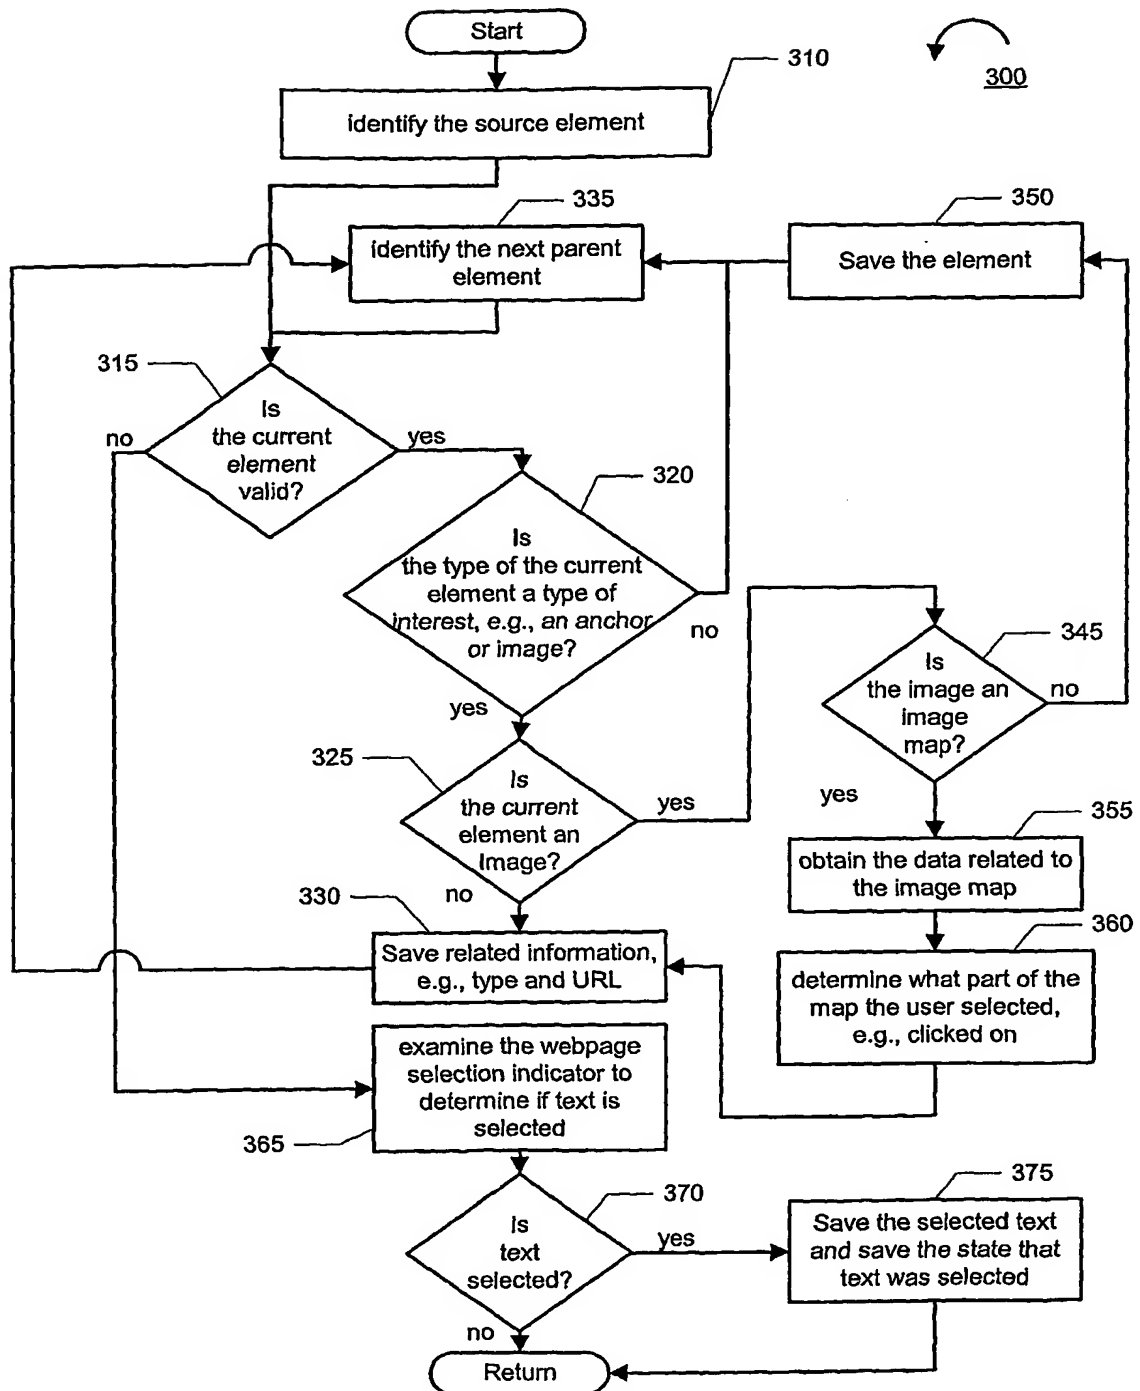 Start
310
300
identify the source element
335
350
identify the next parent
element
Save the element
315
Is
the current
element
valid?
no
yes
320
Is
the type of the current
element a type of
interest, e.g., an anchor
or image?
no
yes
345
Is
the image an
image
map?
no
yes
325
Is
the current
element an
image?
yes
no
355
obtain the data related to
the image map
330
Save related information,
e.g., type and URL
360
determine what part of the
map the user selected,
e.g., clicked on
examine the webpage
selection indicator to
determine if text is
selected
365
370
Is
text
selected?
yes
no
375
Save the selected text
and save the state that
text was selected
Return